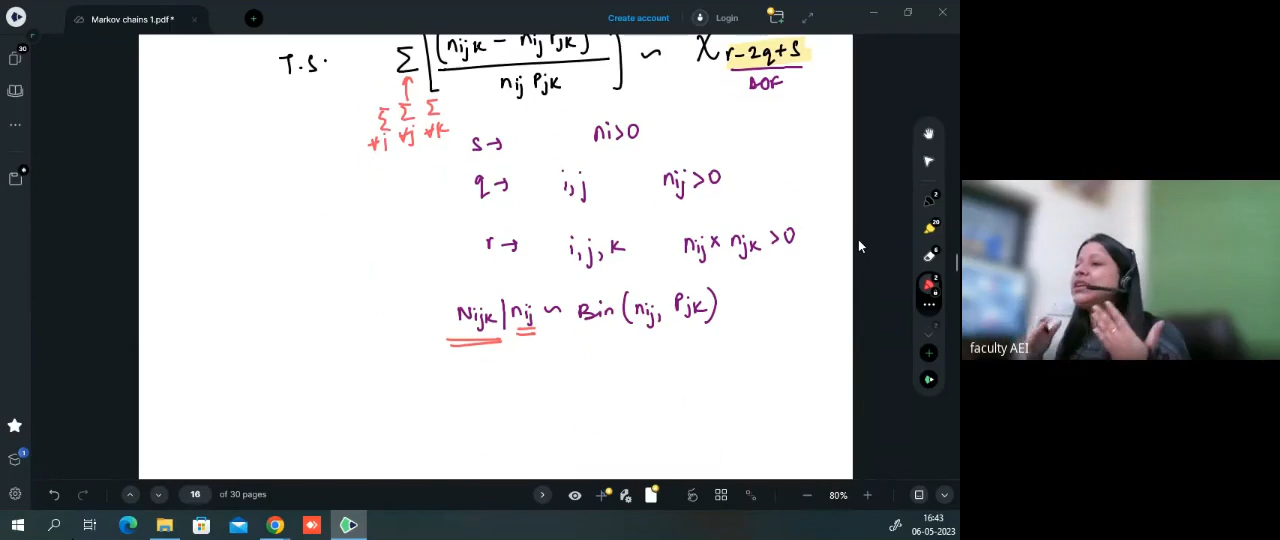 Markov chains 1.pdf*
Create account
Login
30
T.S. Σ [ (nijk − nij Pjk) / nij Pjk ] ~ χ r−2q+s
DOF
Σ Σ Σ
∀i ∀j ∀k
s→ ni>0
q→ i,j nij>0
r→ i,j,k nij × njk >0
Nijk | nij ~ Bin(nij, Pjk)
faculty AEI
16 of 30 pages
80%
16:43
06-05-2023